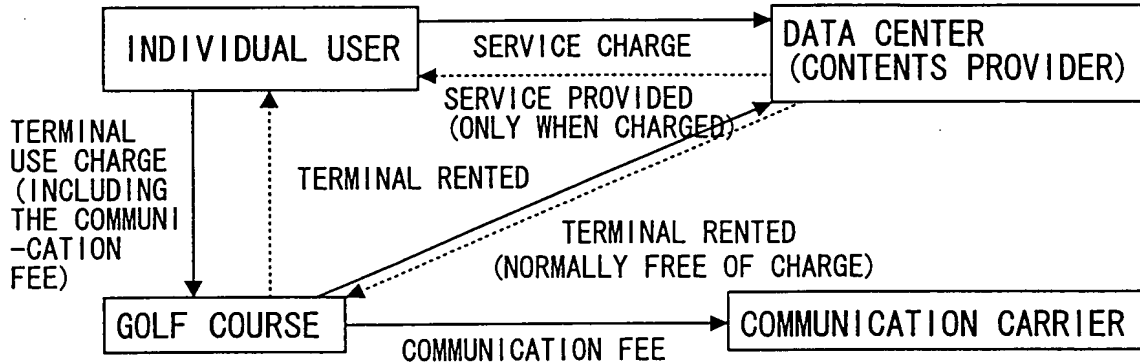 INDIVIDUAL USER
SERVICE CHARGE
DATA CENTER
(CONTENTS PROVIDER)
SERVICE PROVIDED
(ONLY WHEN CHARGED)
TERMINAL
USE CHARGE
(INCLUDING
THE COMMUNI
-CATION
FEE)
TERMINAL RENTED
TERMINAL RENTED
(NORMALLY FREE OF CHARGE)
GOLF COURSE
COMMUNICATION FEE
COMMUNICATION CARRIER